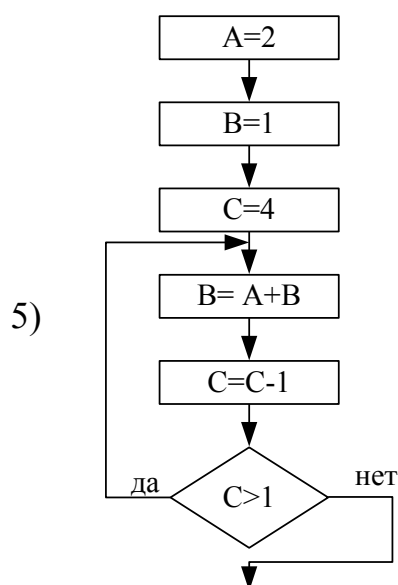 A=2
B=1
C=4
5)
B= A+B
C=C-1
да
нет
C>1